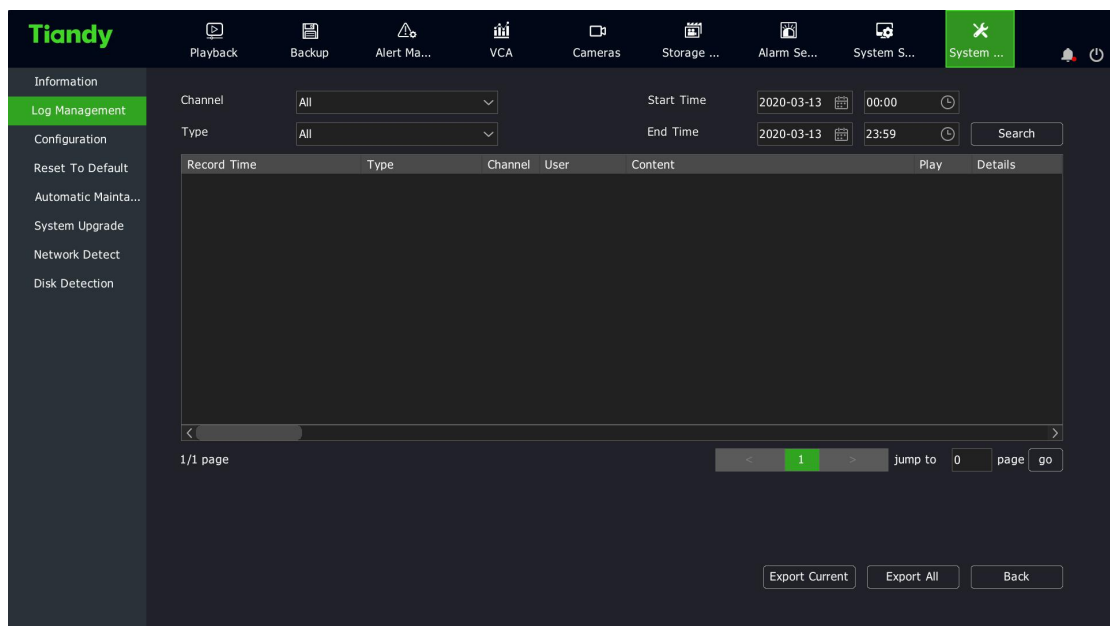 Tiandy
Playback Backup Alert Ma... VCA Cameras Storage ... Alarm Se... System S... System ...
Information
Log Management
Configuration
Reset To Default
Automatic Mainta...
System Upgrade
Network Detect
Disk Detection
Channel All Start Time 2020-03-13 00:00
Type All End Time 2020-03-13 23:59 Search
Record Time Type Channel User Content Play Details
1/1 page < 1 > jump to 0 page go
Export Current Export All Back